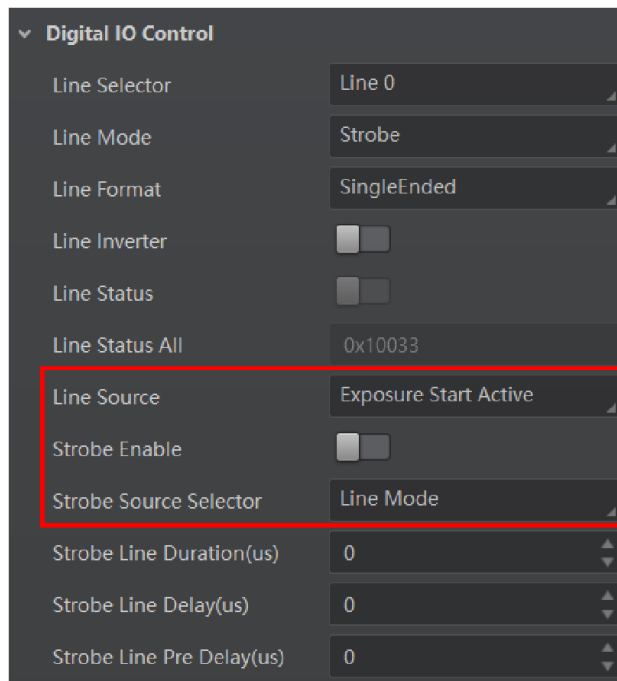 Digital IO Control
Line Selector Line 0
Line Mode Strobe
Line Format SingleEnded
Line Inverter
Line Status
Line Status All 0x10033
Line Source Exposure Start Active
Strobe Enable
Strobe Source Selector Line Mode
Strobe Line Duration(us) 0
Strobe Line Delay(us) 0
Strobe Line Pre Delay(us) 0